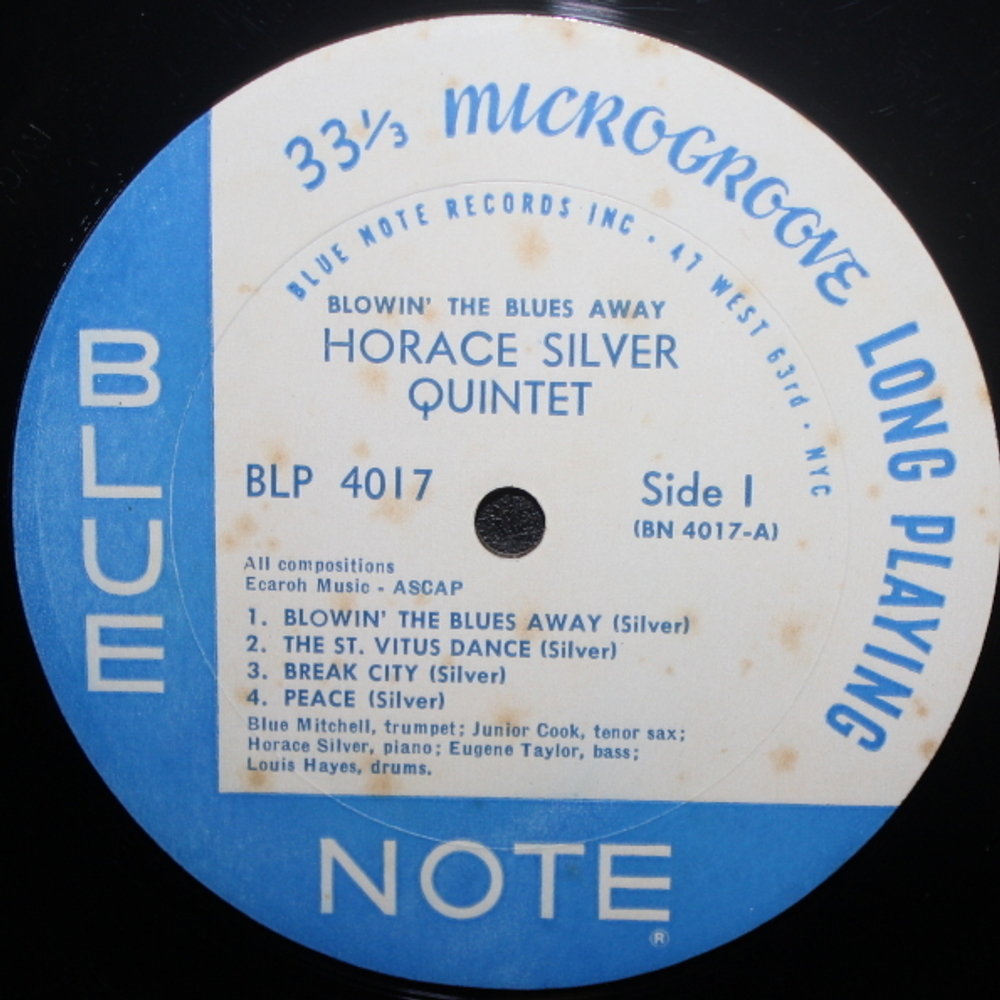 33⅓ MICROGROOVE LONG PLAYING
BLUE NOTE RECORDS INC · 47 WEST 63rd · NYC
BLOWIN' THE BLUES AWAY
HORACE SILVER
QUINTET
BLP 4017
Side 1
(BN 4017-A)
All compositions
Ecaroh Music - ASCAP
1. BLOWIN' THE BLUES AWAY (Silver)
2. THE ST. VITUS DANCE (Silver)
3. BREAK CITY (Silver)
4. PEACE (Silver)
Blue Mitchell, trumpet; Junior Cook, tenor sax;
Horace Silver, piano; Eugene Taylor, bass;
Louis Hayes, drums.
BLUE
NOTE
®